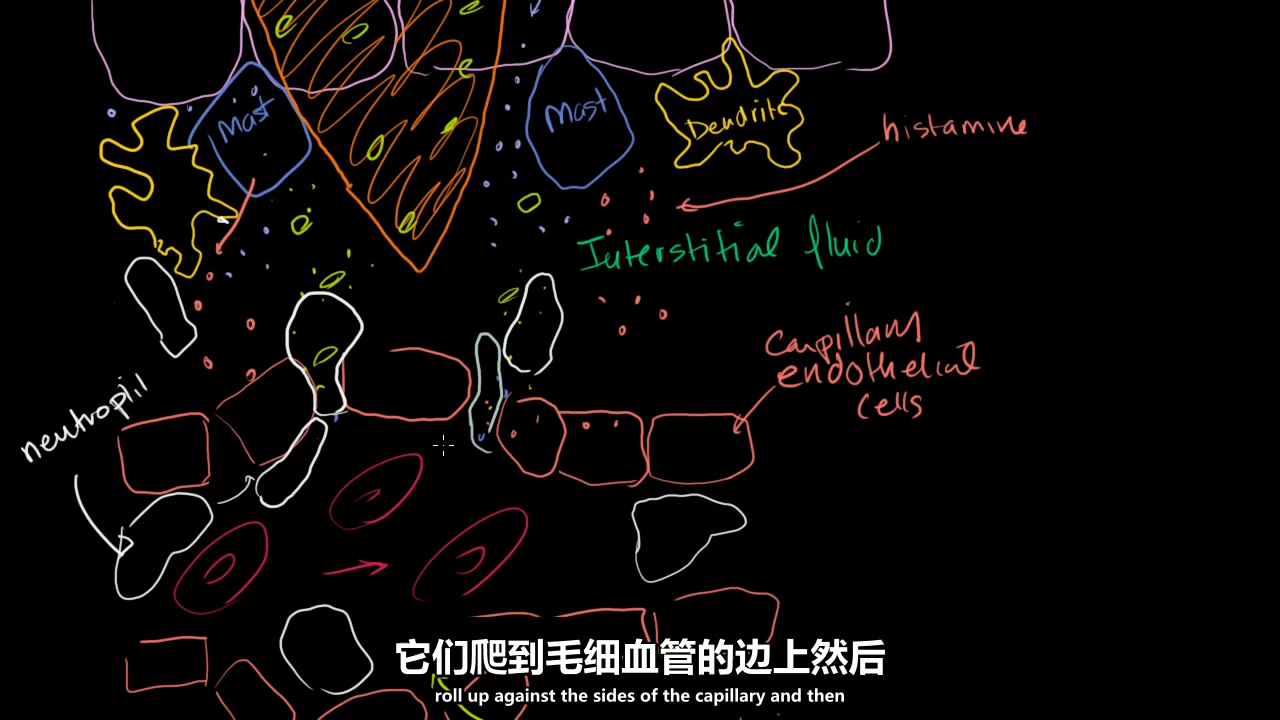 Mast
Mast
Dendrite
histamine
Interstitial fluid
Capillary
endothelial
cells
neutrophil
它们爬到毛细血管的边上然后
roll up against the sides of the capillary and then